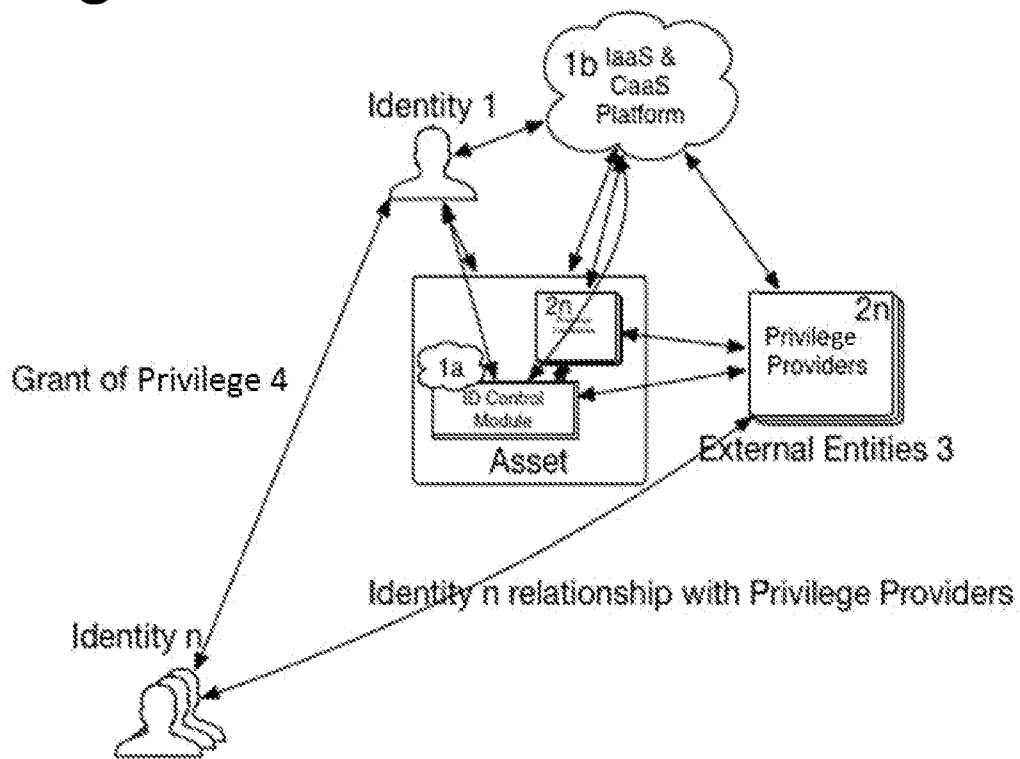 1b IaaS &
CaaS
Platform
Identity 1
2n
2n
Privilege
Providers
1a
ID Control
Module
Asset
External Entities 3
Grant of Privilege 4
Identity n relationship with Privilege Providers
Identity n